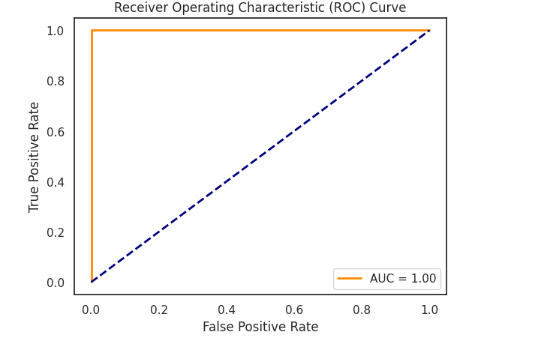 Receiver Operating Characteristic (ROC) Curve
1.0
0.8
0.6
0.4
0.2
0.0
True Positive Rate
AUC = 1.00
0.0 0.2 0.4 0.6 0.8 1.0
False Positive Rate